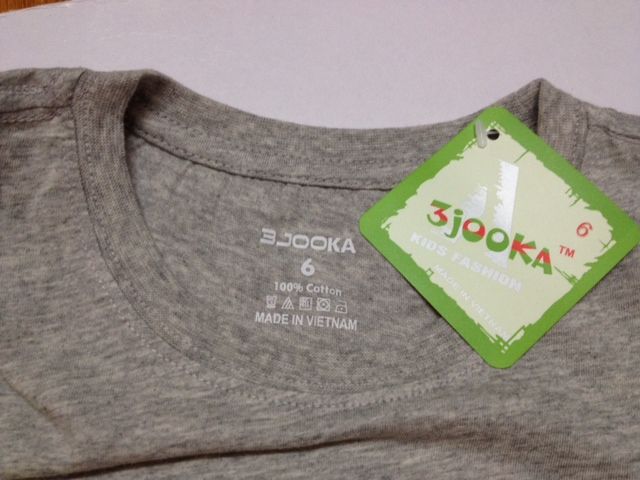 3JOOKA
6
100% Cotton
MADE IN VIETNAM
6
3jOOKA™
KIDS FASHION
MADE IN VIETNAM